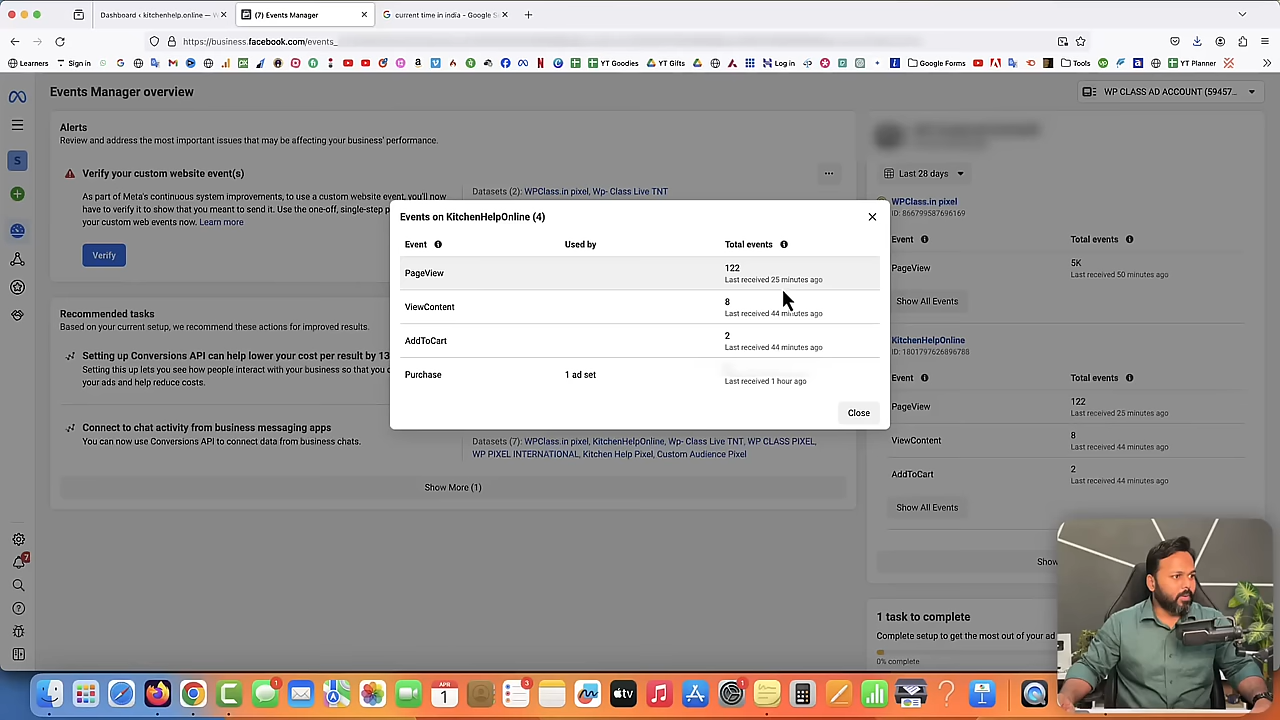 Dashboard ‹ kitchenhelp.online — W
(7) Events Manager
current time in india - Google S
https://business.facebook.com/events_
Learners
Sign in
YT Goodies
YT Gifts
Log in
Google Forms
Tools
YT Planner
Events Manager overview
WP CLASS AD ACCOUNT (59457...
Alerts
Review and address the most important issues that may be affecting your business' performance.
Verify your custom website event(s)
As part of Meta's continuous system improvements, to use a custom website event, you'll now
have to verify it to show that you meant to send it. Use the one-off, single-step p
your custom web events now. Learn more
Datasets (2): WPClass.in pixel, Wp- Class Live TNT
Verify
Recommended tasks
Based on your current setup, we recommend these actions for improved results.
Setting up Conversions API can help lower your cost per result by 13
Setting this up lets you see how people interact with your business so that you c
your ads and help reduce costs.
Connect to chat activity from business messaging apps
You can now use Conversions API to connect data from business chats.
Datasets (7): WPClass.in pixel, KitchenHelpOnline, Wp- Class Live TNT, WP CLASS PIXEL,
WP PIXEL INTERNATIONAL, Kitchen Help Pixel, Custom Audience Pixel
Show More (1)
Events on KitchenHelpOnline (4)
Event
Used by
Total events
PageView
122
Last received 25 minutes ago
ViewContent
8
Last received 44 minutes ago
AddToCart
2
Last received 44 minutes ago
Purchase
1 ad set
Last received 1 hour ago
Close
Last 28 days
WPClass.in pixel
ID: 866799587696169
Event
Total events
PageView
5K
Last received 50 minutes ago
Show All Events
KitchenHelpOnline
ID: 1801797626896788
Event
Total events
PageView
122
Last received 25 minutes ago
ViewContent
8
Last received 44 minutes ago
AddToCart
2
Last received 44 minutes ago
Show All Events
Show
1 task to complete
Complete setup to get the most out of your ad
0% complete
S
7
1
APR
1
3
tv
1